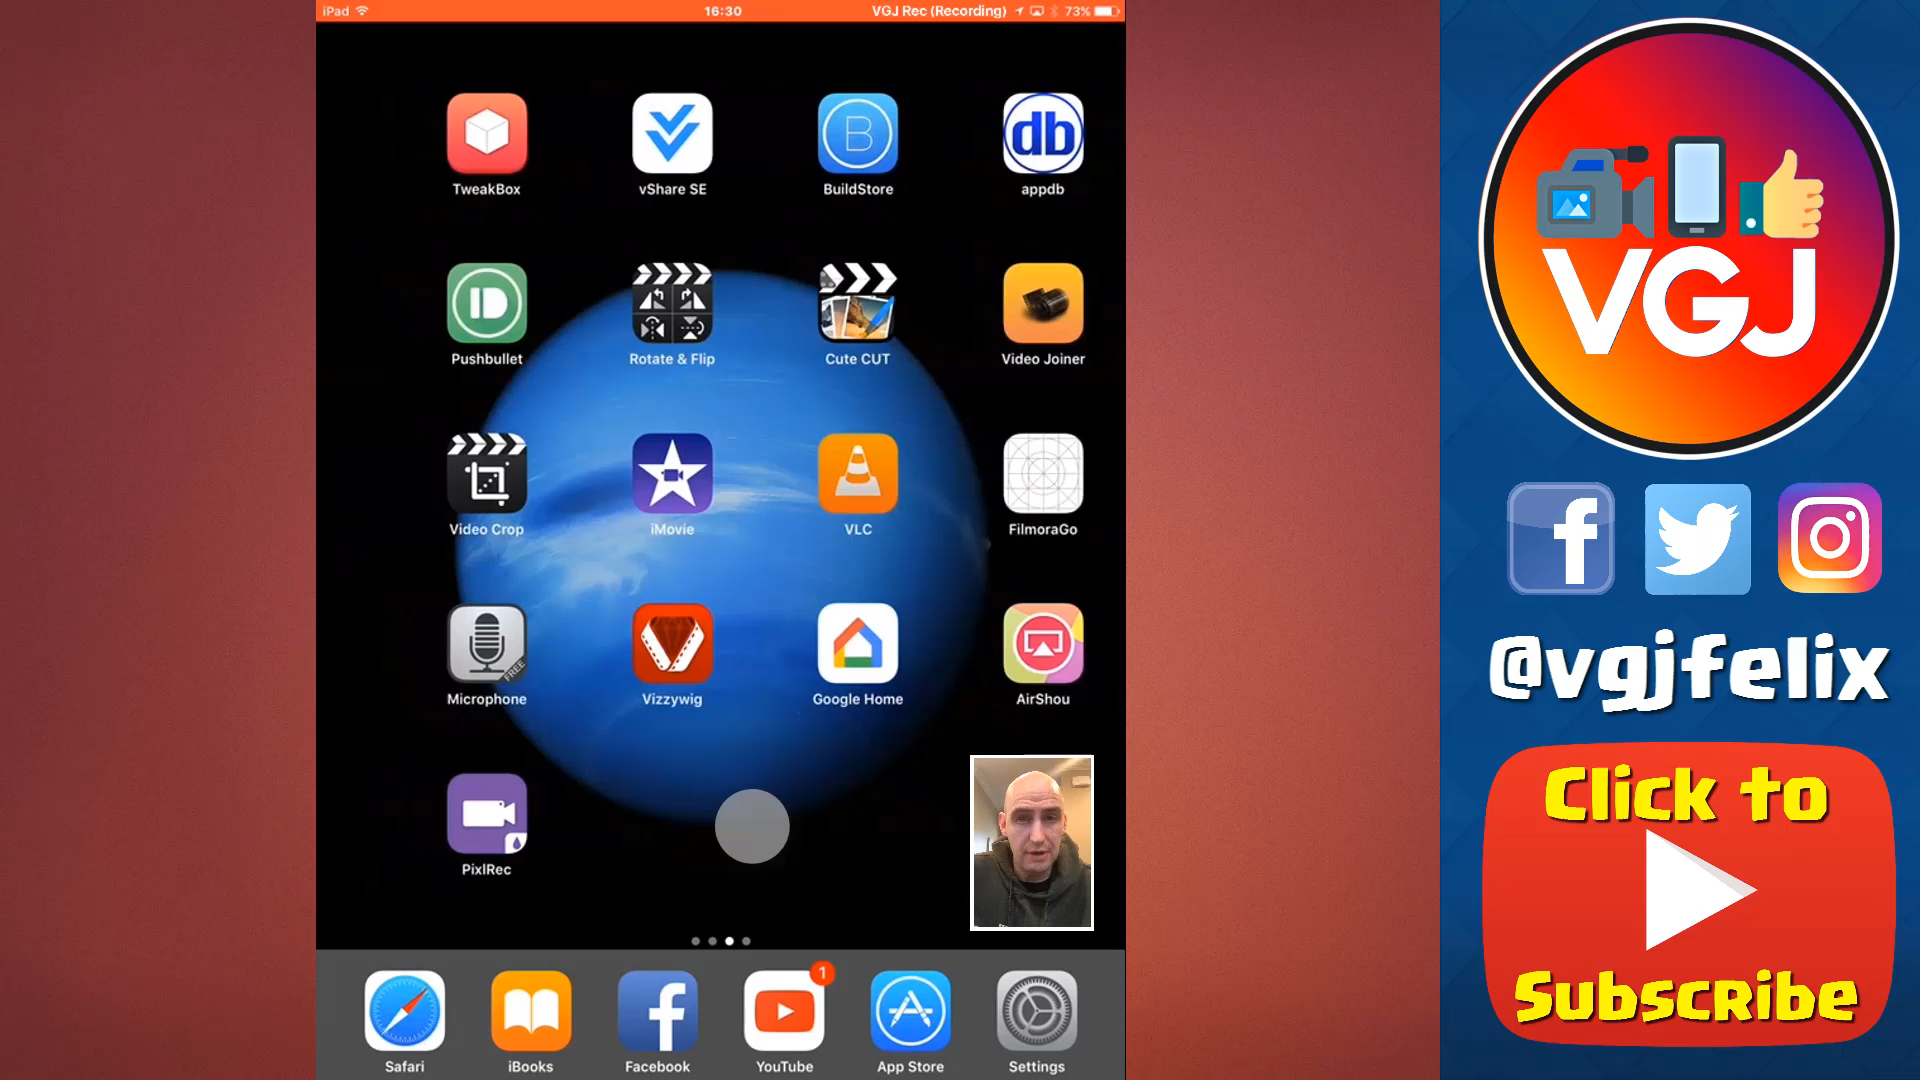 iPad 16:30 VGJ Rec (Recording) 73%
TweakBox vShare SE BuildStore appdb
Pushbullet Rotate & Flip Cute CUT Video Joiner
Video Crop iMovie VLC FilmoraGo
FREE
Microphone Vizzywig Google Home AirShou
PixlRec
1
Safari iBooks Facebook YouTube App Store Settings
B
db
VGJ
@vgjfelix
Click to
Subscribe